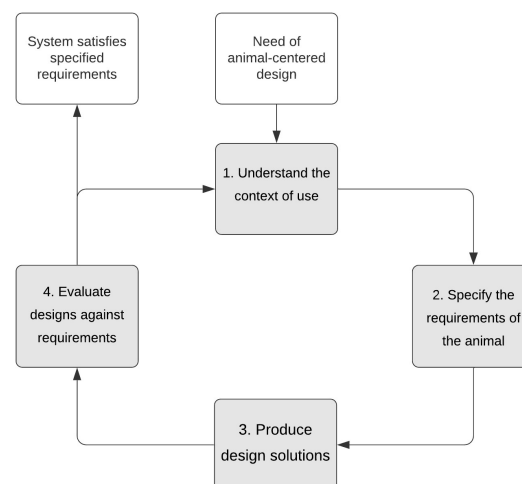 System satisfies
specified
requirements
Need of
animal-centered
design
1. Understand the
context of use
2. Specify the
requirements of
the animal
3. Produce
design solutions
4. Evaluate
designs against
requirements